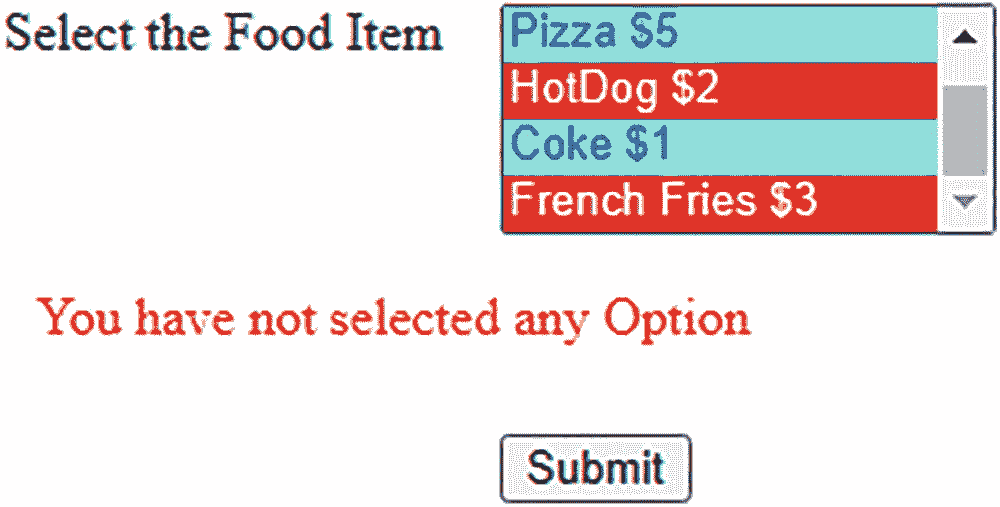 Select the Food Item
Pizza $5
HotDog $2
Coke $1
French Fries $3
You have not selected any Option
Submit